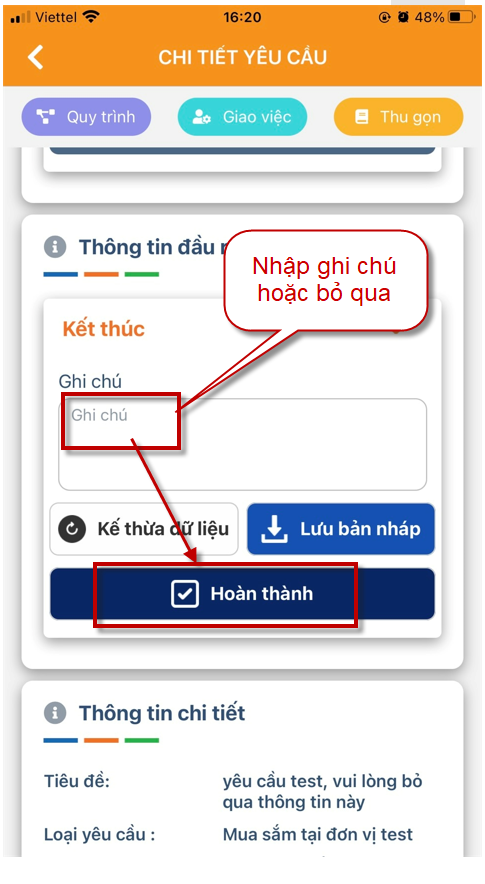 Viettel 16:20 48%
CHI TIẾT YÊU CẦU
Quy trình Giao việc Thu gọn
Thông tin đầu
Nhập ghi chú
hoặc bỏ qua
Kết thúc
Ghi chú
Ghi chú
Kế thừa dữ liệu Lưu bản nháp
Hoàn thành
Thông tin chi tiết
Tiêu đề: yêu cầu test, vui lòng bỏ
qua thông tin này
Loại yêu cầu : Mua sắm tại đơn vị test